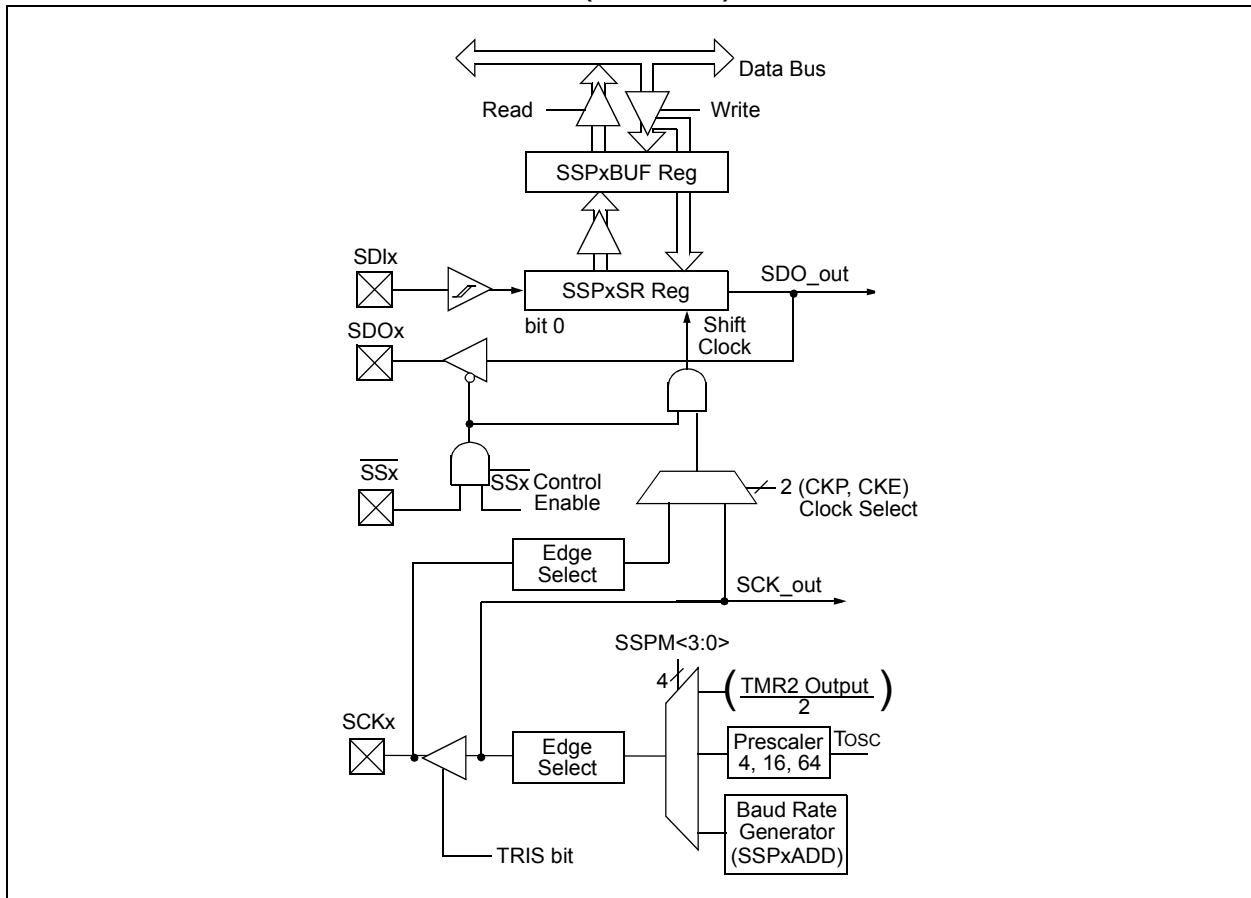 Data Bus
Read
Write
SSPxBUF Reg
SDIx
SDO_out
SSPxSR Reg
bit 0
Shift
Clock
SDOx
SSx
SSx Control
Enable
2 (CKP, CKE)
Clock Select
Edge
Select
SCK_out
SSPM<3:0>
4
(TMR2 Output)
2
SCKx
Edge
Select
Prescaler
4, 16, 64
TOSC
Baud Rate
Generator
(SSPxADD)
TRIS bit